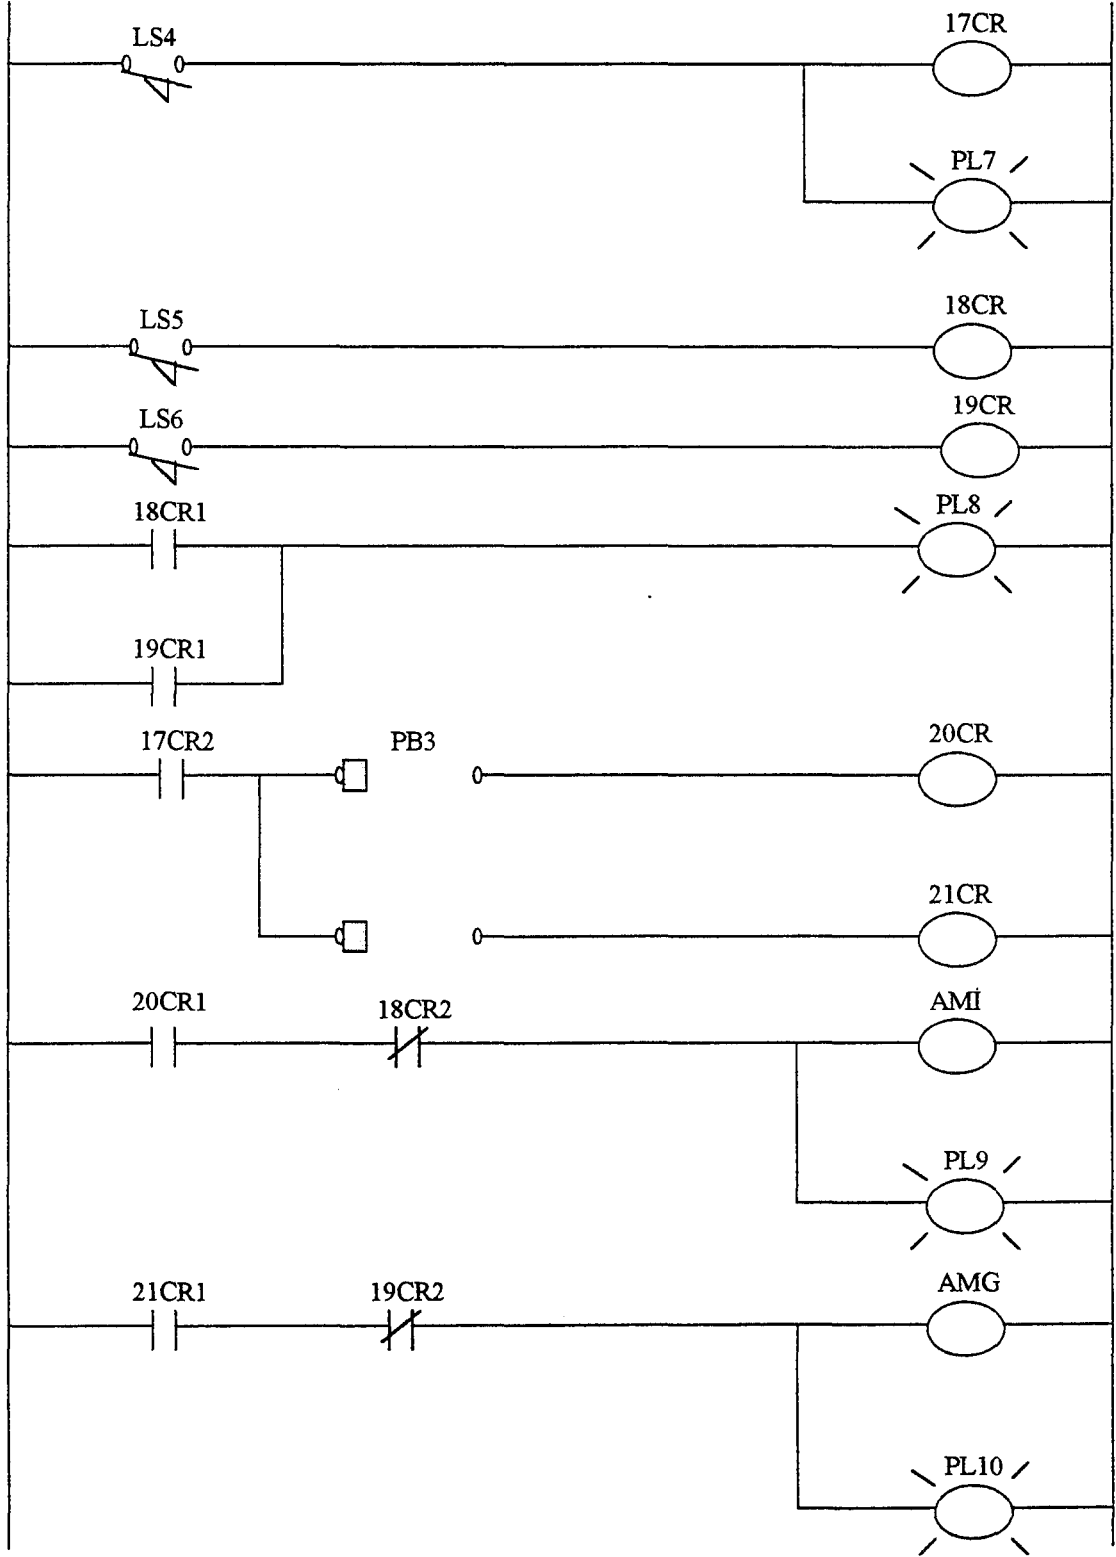 LS4
17CR
PL7
LS5
18CR
LS6
19CR
18CR1
PL8
19CR1
17CR2
PB3
20CR
21CR
20CR1
18CR2
AMİ
PL9
21CR1
19CR2
AMG
PL10